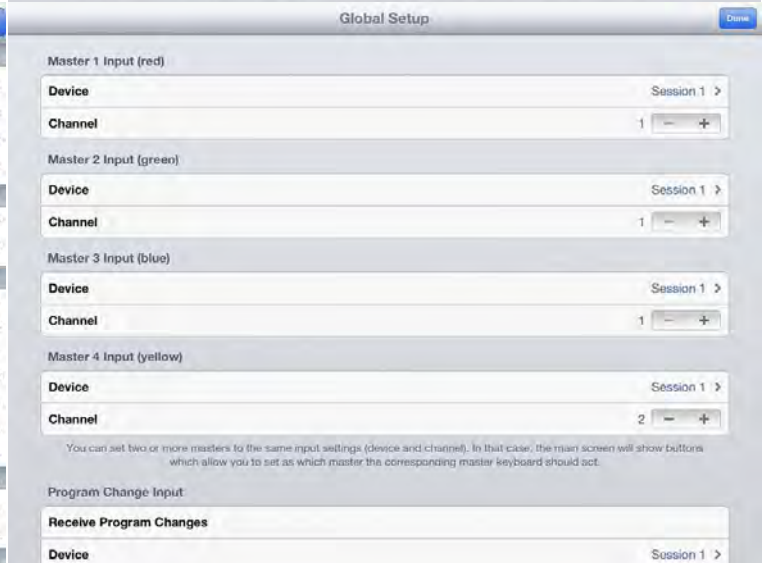 Global Setup
Done
Master 1 Input (red)
Device Session 1 >
Channel 1 − +
Master 2 Input (green)
Device Session 1 >
Channel 1 − +
Master 3 Input (blue)
Device Session 1 >
Channel 1 − +
Master 4 Input (yellow)
Device Session 1 >
Channel 2 − +
You can set two or more masters to the same input settings (device and channel). In that case, the main screen will show buttons
which allow you to set as which master the corresponding master keyboard should act.
Program Change Input
Receive Program Changes
Device Session 1 >